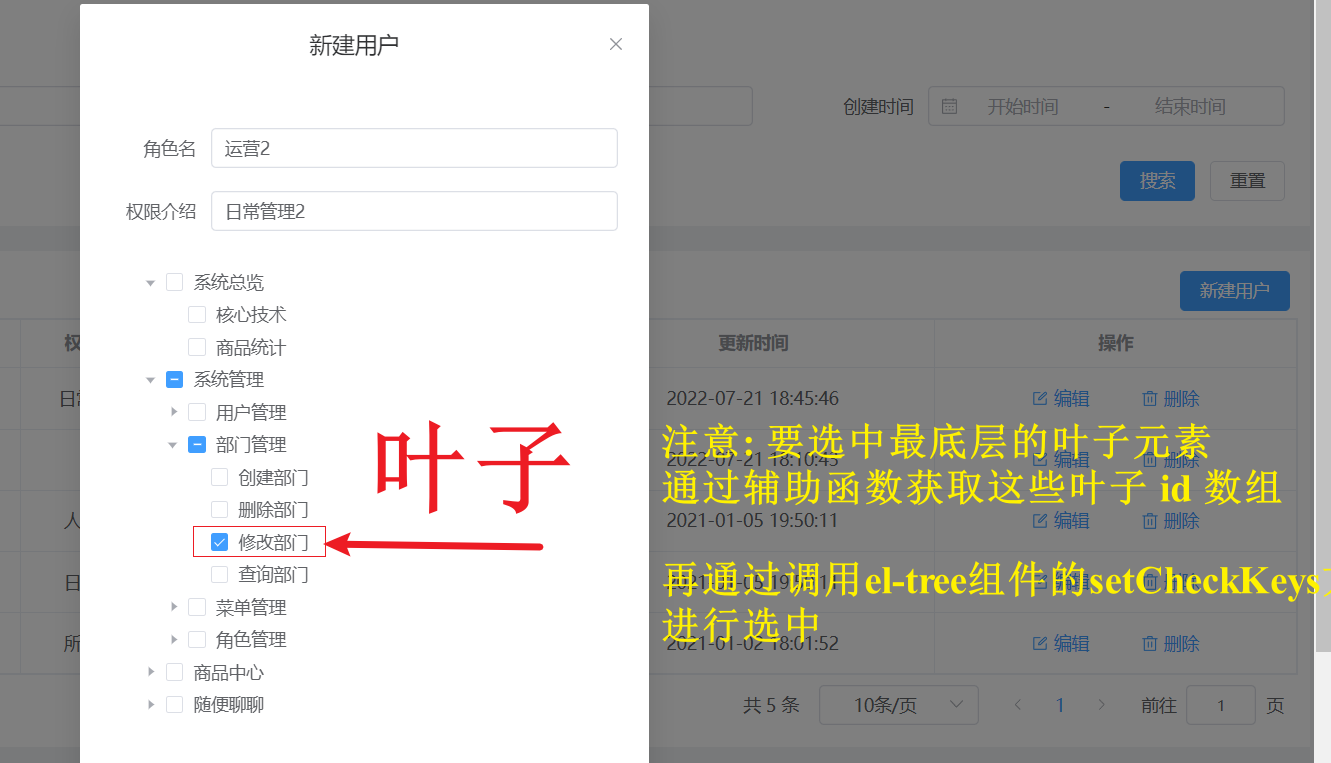 新建用户
创建时间 开始时间 - 结束时间
角色名 运营2
搜索 重置
权限介绍 日常管理2
系统总览
新建用户
核心技术
商品统计
权 更新时间 操作
系统管理
日常 2022-07-21 18:45:46 编辑 删除
用户管理
部门管理
叶子
注意: 要选中最底层的叶子元素
2022-07-21 18:10:45 编辑 删除
创建部门
通过辅助函数获取这些叶子 id 数组
删除部门
人 2021-01-05 19:50:11 编辑 删除
修改部门
查询部门
再通过调用el-tree组件的setCheckKeys
日
菜单管理
进行选中
角色管理
所 2021-01-02 18:01:52 编辑 删除
商品中心
随便聊聊
共 5 条 10条/页 1 前往 1 页